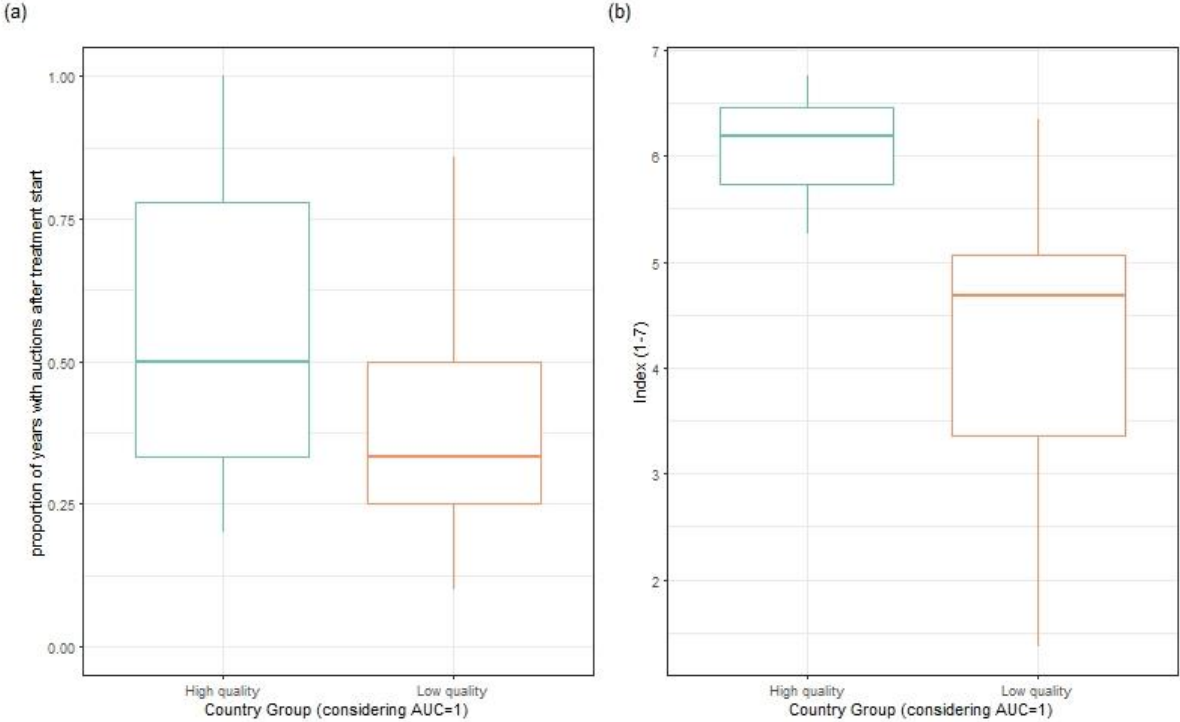 (a)
proportion of years with auctions after treatment start
1.00
0.75
0.50
0.25
0.00
High quality Low quality
Country Group (considering AUC=1)
(b)
Index (1-7)
7
6
5
4
3
2
High quality Low quality
Country Group (considering AUC=1)